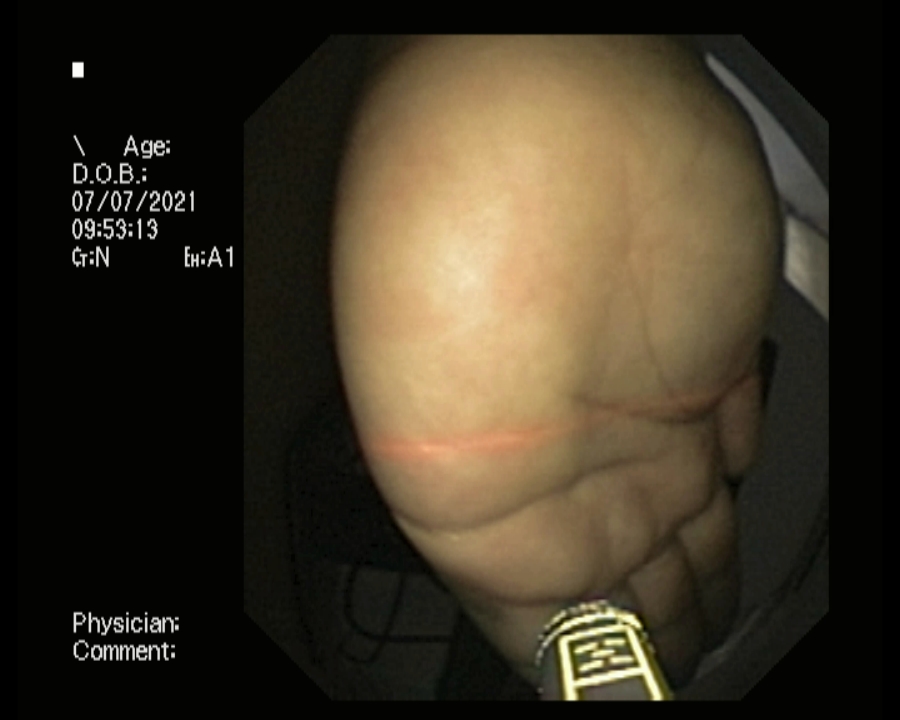 \ Age:
D.O.B.:
07/07/2021
09:53:13
Cr:N Eh:A1
Physician:
Comment: